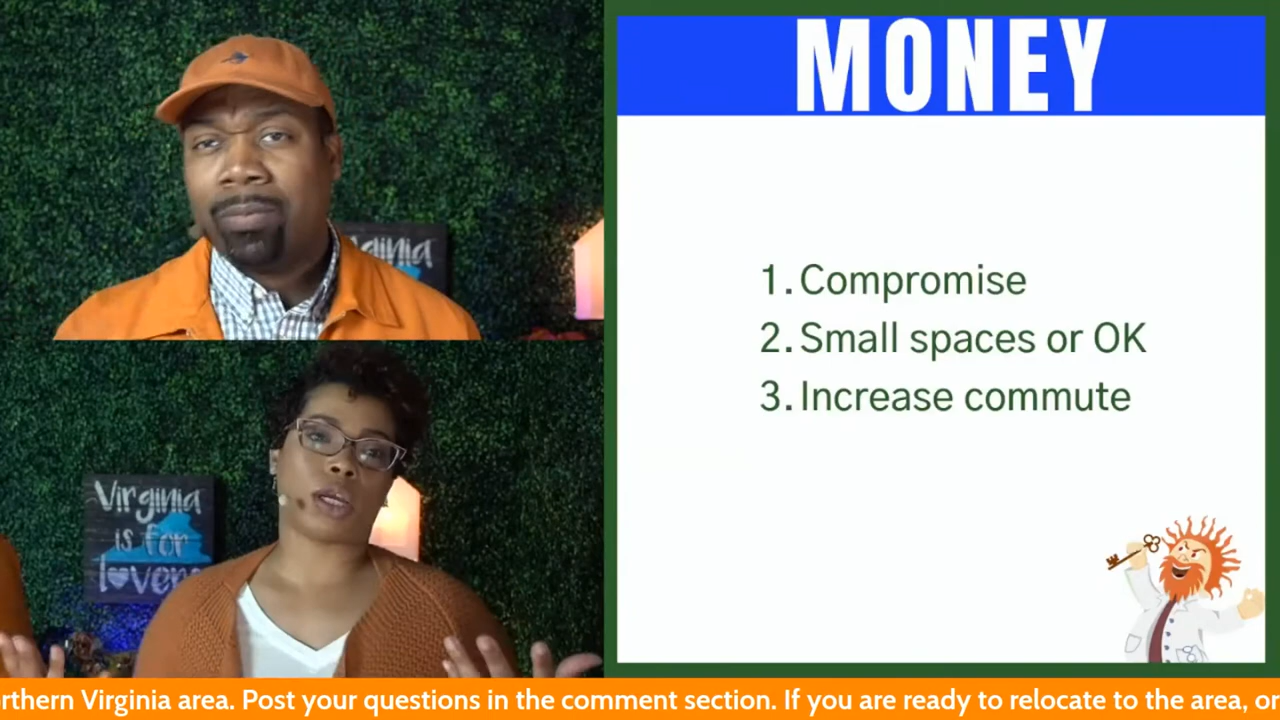 MONEY
1. Compromise
2. Small spaces or OK
3. Increase commute
Virginia
is for
lovers
rthern Virginia area. Post your questions in the comment section. If you are ready to relocate to the area, or